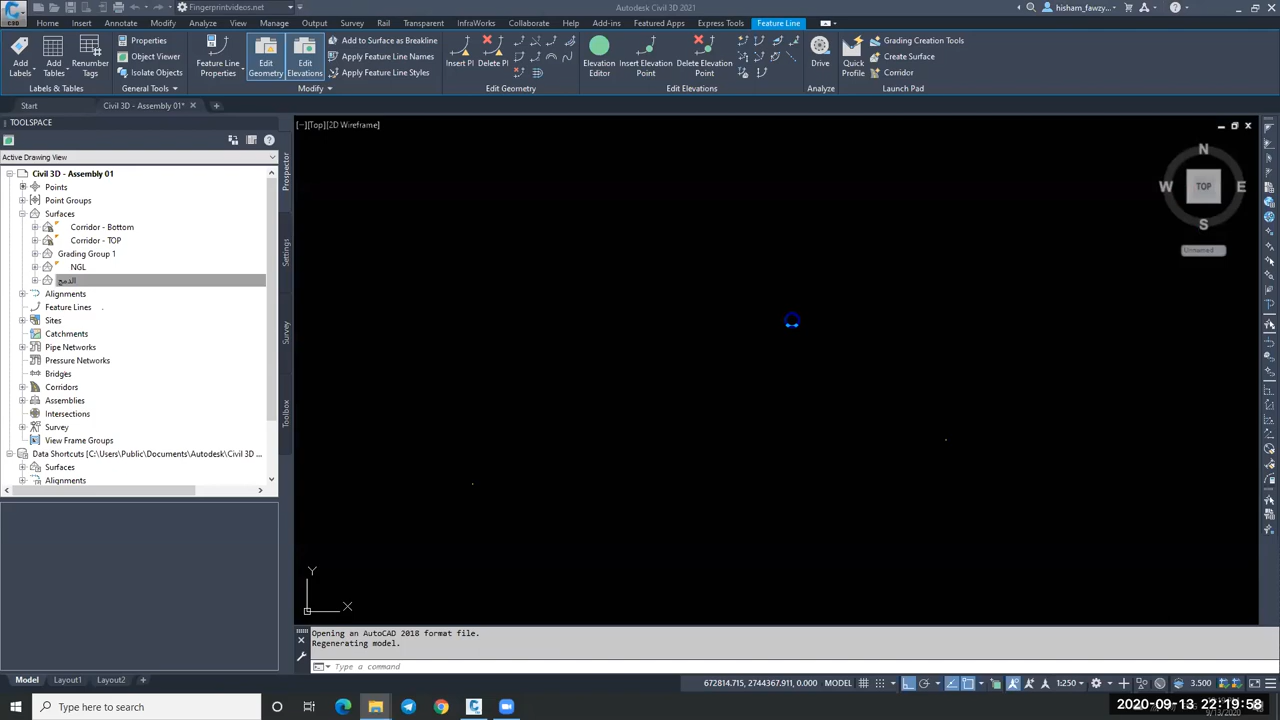 Fingerprintvideos.net
Autodesk Civil 3D 2021
hisham_fawzy...
Home Insert Annotate Modify Analyze View Manage Output Survey Rail Transparent InfraWorks Collaborate Help Add-ins Featured Apps Express Tools Feature Line
C3D
Add Labels
Add Tables
Renumber Tags
Properties
Object Viewer
Isolate Objects
Feature Line Properties
Edit Geometry
Edit Elevations
Add to Surface as Breakline
Apply Feature Line Names
Apply Feature Line Styles
Insert PI
Delete PI
Elevation Editor
Insert Elevation Point
Delete Elevation Point
Drive
Quick Profile
Grading Creation Tools
Create Surface
Corridor
Labels & Tables
General Tools
Modify
Edit Geometry
Edit Elevations
Analyze
Launch Pad
Start
Civil 3D - Assembly 01*
TOOLSPACE
[−][Top][2D Wireframe]
Active Drawing View
Civil 3D - Assembly 01
Points
Point Groups
Surfaces
Corridor - Bottom
Corridor - TOP
Grading Group 1
NGL
الدمج
Alignments
Feature Lines
Sites
Catchments
Pipe Networks
Pressure Networks
Bridges
Corridors
Assemblies
Intersections
Survey
View Frame Groups
Data Shortcuts [C:\Users\Public\Documents\Autodesk\Civil 3D ...
Surfaces
Alignments
Prospector
Settings
Survey
Toolbox
N
W TOP E
S
Unnamed
Y
X
Opening an AutoCAD 2018 format file.
Regenerating model.
Type a command
Model Layout1 Layout2
672814.715, 2744367.911, 0.000 MODEL
1:250
3.500
Type here to search
2020-09-13 22:19:58
9/13/2020